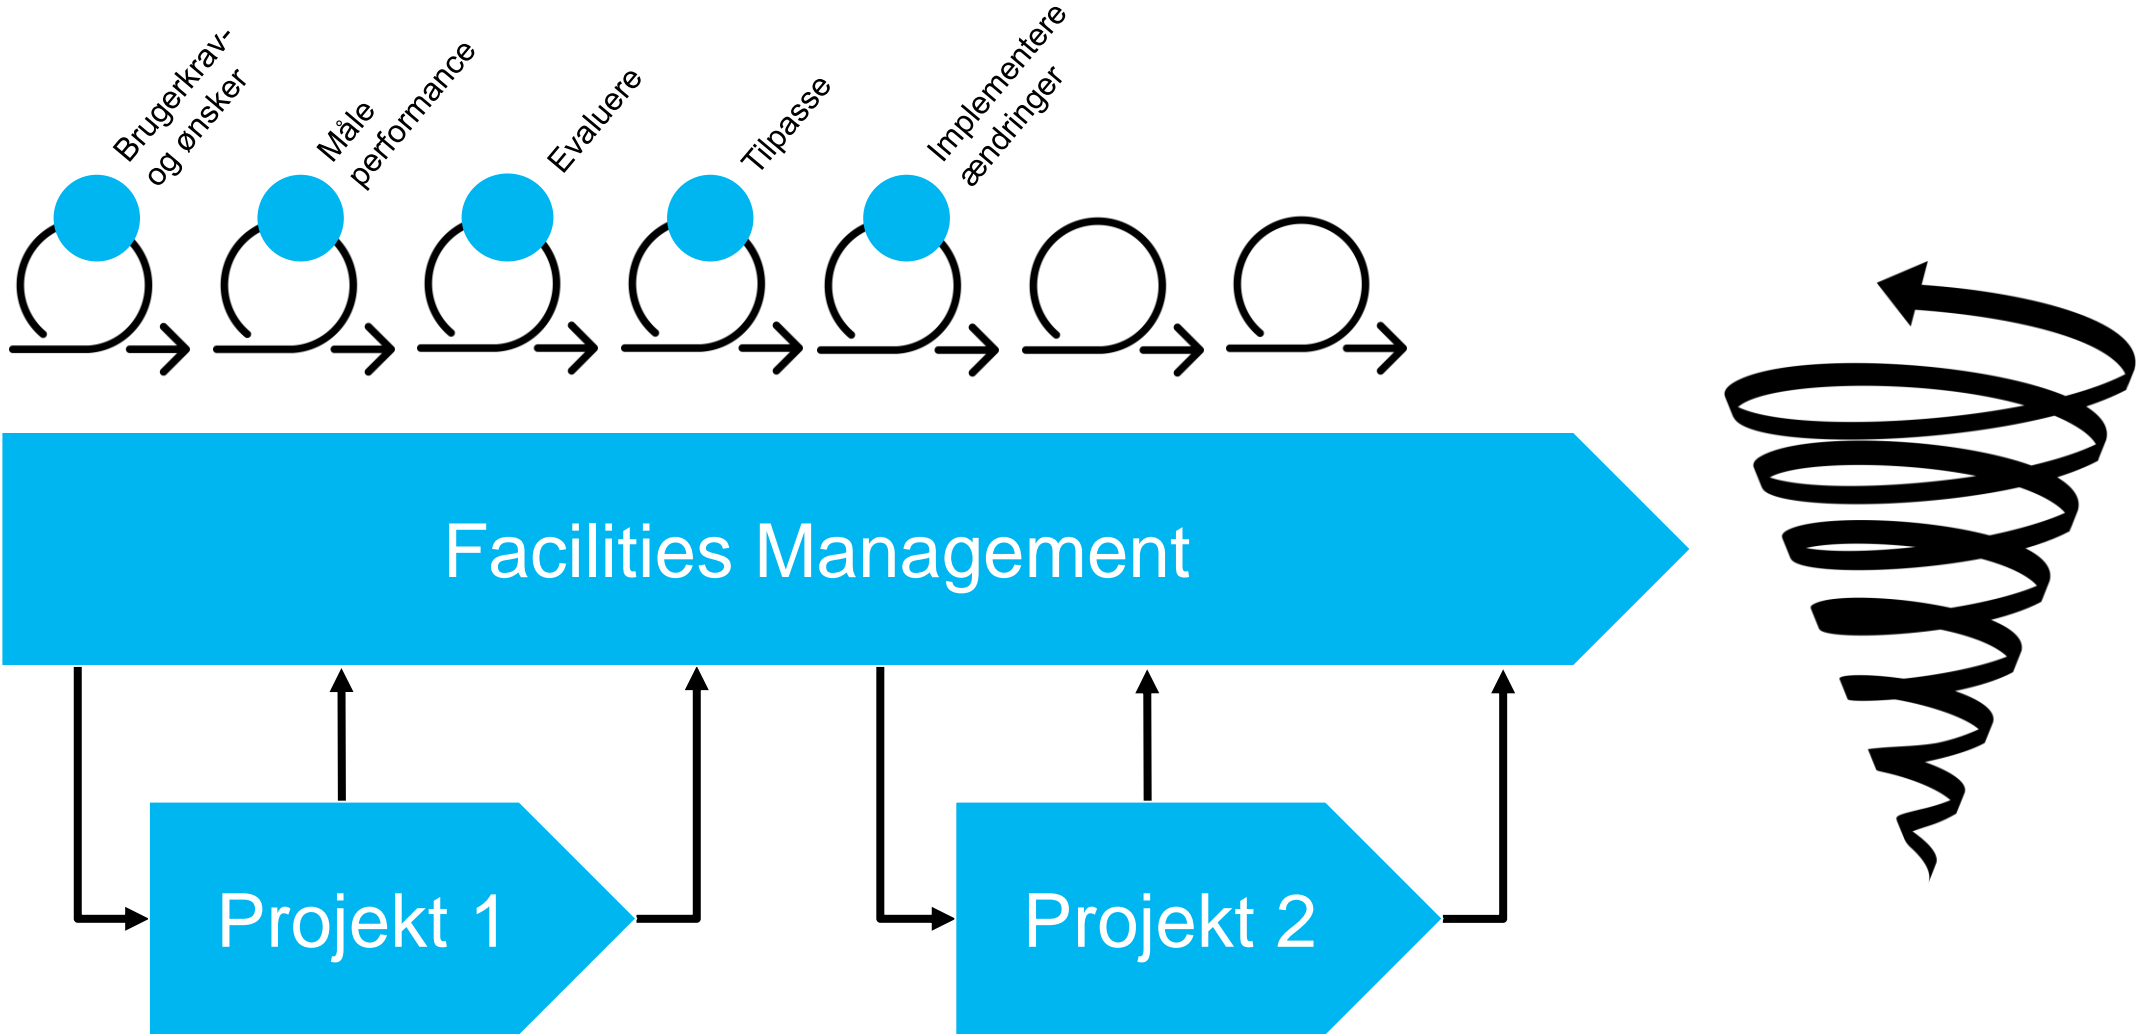 Brugerkrav-
og ønsker
Måle
performance
Evaluere
Tilpasse
Implementere
ændringer
Facilities Management
Projekt 1
Projekt 2